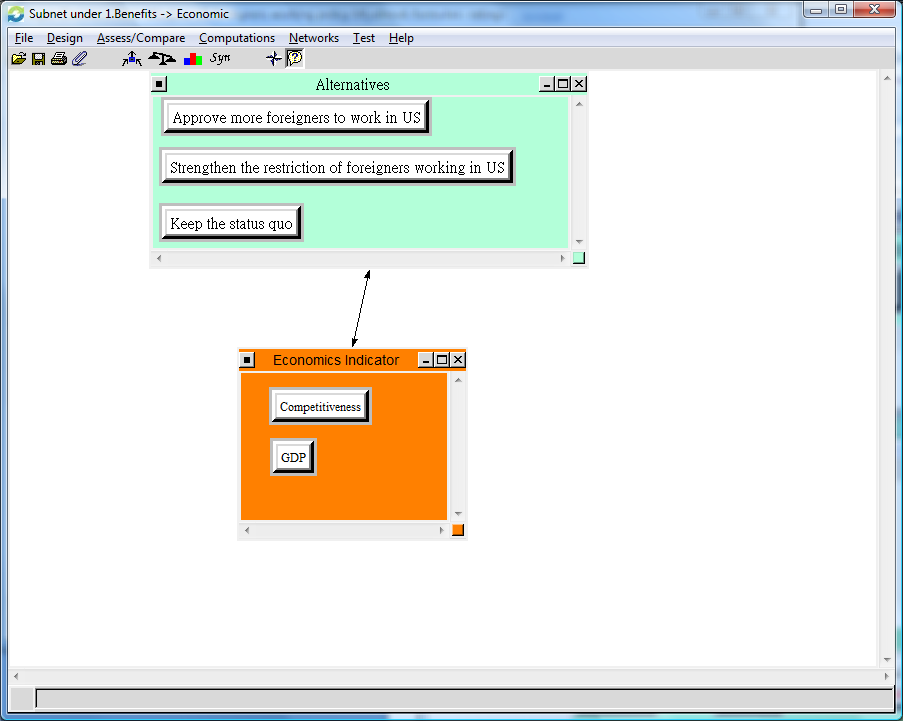 Subnet under 1.Benefits -> Economic
File Design Assess/Compare Computations Networks Test Help
Syn
Alternatives
Approve more foreigners to work in US
Strengthen the restriction of foreigners working in US
Keep the status quo
Economics Indicator
Competitiveness
GDP